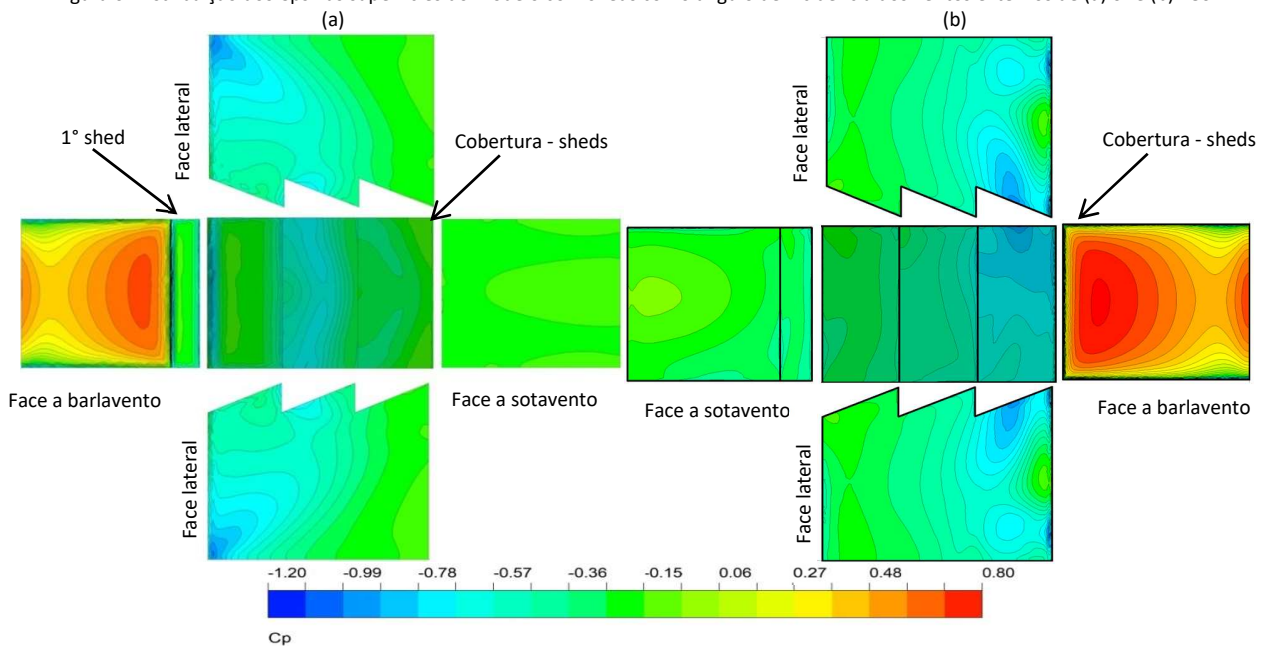 (a)
(b)
Face lateral
Face lateral
1° shed
Cobertura - sheds
Cobertura - sheds
Face a barlavento
Face a sotavento
Face a sotavento
Face a barlavento
Face lateral
Face lateral
-1.20 -0.99 -0.78 -0.57 -0.36 -0.15 0.06 0.27 0.48 0.80
Cp